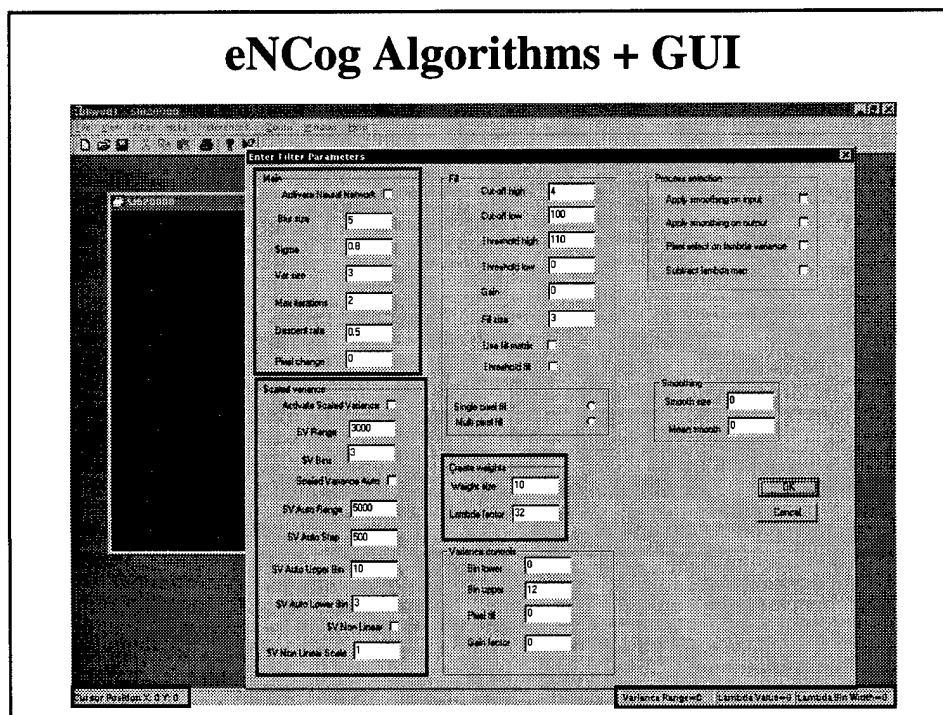 eNCog Algorithms + GUI
Enter Filter Parameters
Main
Activate Neural Network
Blur size 5
Sigma 0.8
Var size 3
Max iterations 2
Descent rate 0.5
Pixel change 0
Scaled variance
Activate Scaled Variance
SV Range 3000
SV Bins 3
Scaled Variance Auto
SV Auto Range 5000
SV Auto Step 500
SV Auto Upper Bin 10
SV Auto Lower Bin 3
SV Non Linear
SV Non Linear Scale 1
Fill
Cut-off high 4
Cut-off low 100
Threshold high 110
Threshold low 0
Gain 0
Fill size 3
Use fill matrix
Threshold fill
Single pixel fill
Multi pixel fill
Create weights
Weight size 10
Lambda factor 32
Variance controls
Bin lower 0
Bin upper 12
Pixel fill 0
Gain factor 0
Process selection
Apply smoothing on input
Apply smoothing on output
Pixel select on lambda variance
Subtract lambda map
Smoothing
Smooth size 0
Mean smooth 0
OK
Cancel
Cursor Position X: 0 Y: 0
Variance Range=0 Lambda Value=0 Lambda Bin Width=0